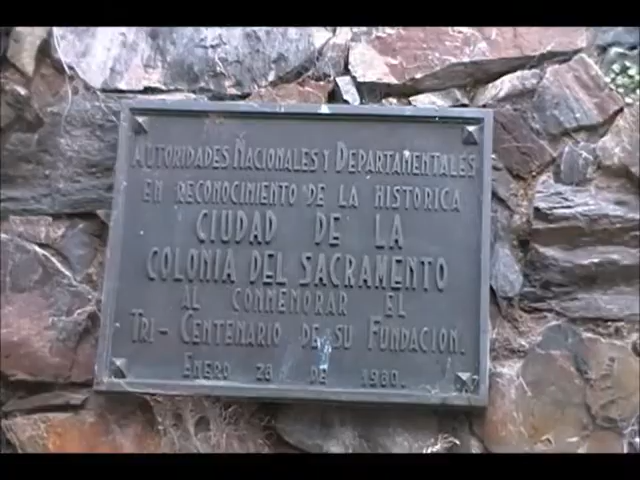 AUTORIDADES NACIONALES Y DEPARTAMENTALES
EN RECONOCIMIENTO DE LA HISTORICA
CIUDAD DE LA
COLONIA DEL SACRAMENTO
AL CONMEMORAR EL
TRI-CENTENARIO DE SU FUNDACION.
ENERO 28 DE 1980.